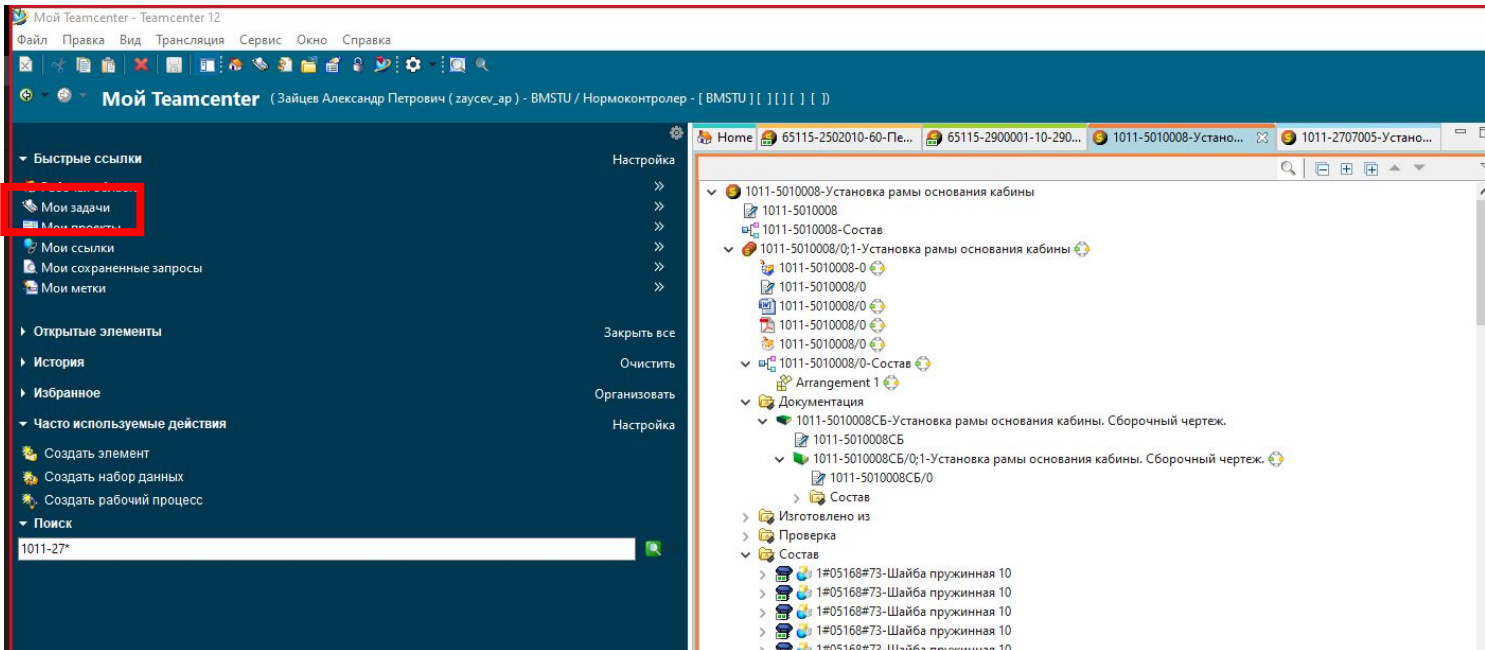 Мой Teamcenter - Teamcenter 12
Файл Правка Вид Трансляция Сервис Окно Справка
Мой Teamcenter ( Зайцев Александр Петрович ( zaycev_ap ) - BMSTU / Нормоконтролер - [ BMSTU ] [ ] [ ] [ ] [ ])
Быстрые ссылки Настройка
Мои задачи
Мои проекты
Мои ссылки
Мои сохраненные запросы
Мои метки
Открытые элементы Закрыть все
История Очистить
Избранное Организовать
Часто используемые действия Настройка
Создать элемент
Создать набор данных
Создать рабочий процесс
Поиск
1011-27*
Home 65115-2502010-60-Пе... 65115-2900001-10-290... 1011-5010008-Устано... 1011-2707005-Устано...
1011-5010008-Установка рамы основания кабины
1011-5010008
1011-5010008-Состав
1011-5010008/0;1-Установка рамы основания кабины
1011-5010008-0
1011-5010008/0
1011-5010008/0
1011-5010008/0
1011-5010008/0
1011-5010008/0-Состав
Arrangement 1
Документация
1011-5010008СБ-Установка рамы основания кабины. Сборочный чертеж.
1011-5010008СБ
1011-5010008СБ/0;1-Установка рамы основания кабины. Сборочный чертеж.
1011-5010008СБ/0
Состав
Изготовлено из
Проверка
Состав
1#05168#73-Шайба пружинная 10
1#05168#73-Шайба пружинная 10
1#05168#73-Шайба пружинная 10
1#05168#73-Шайба пружинная 10
1#05168#73-Шайба пружинная 10